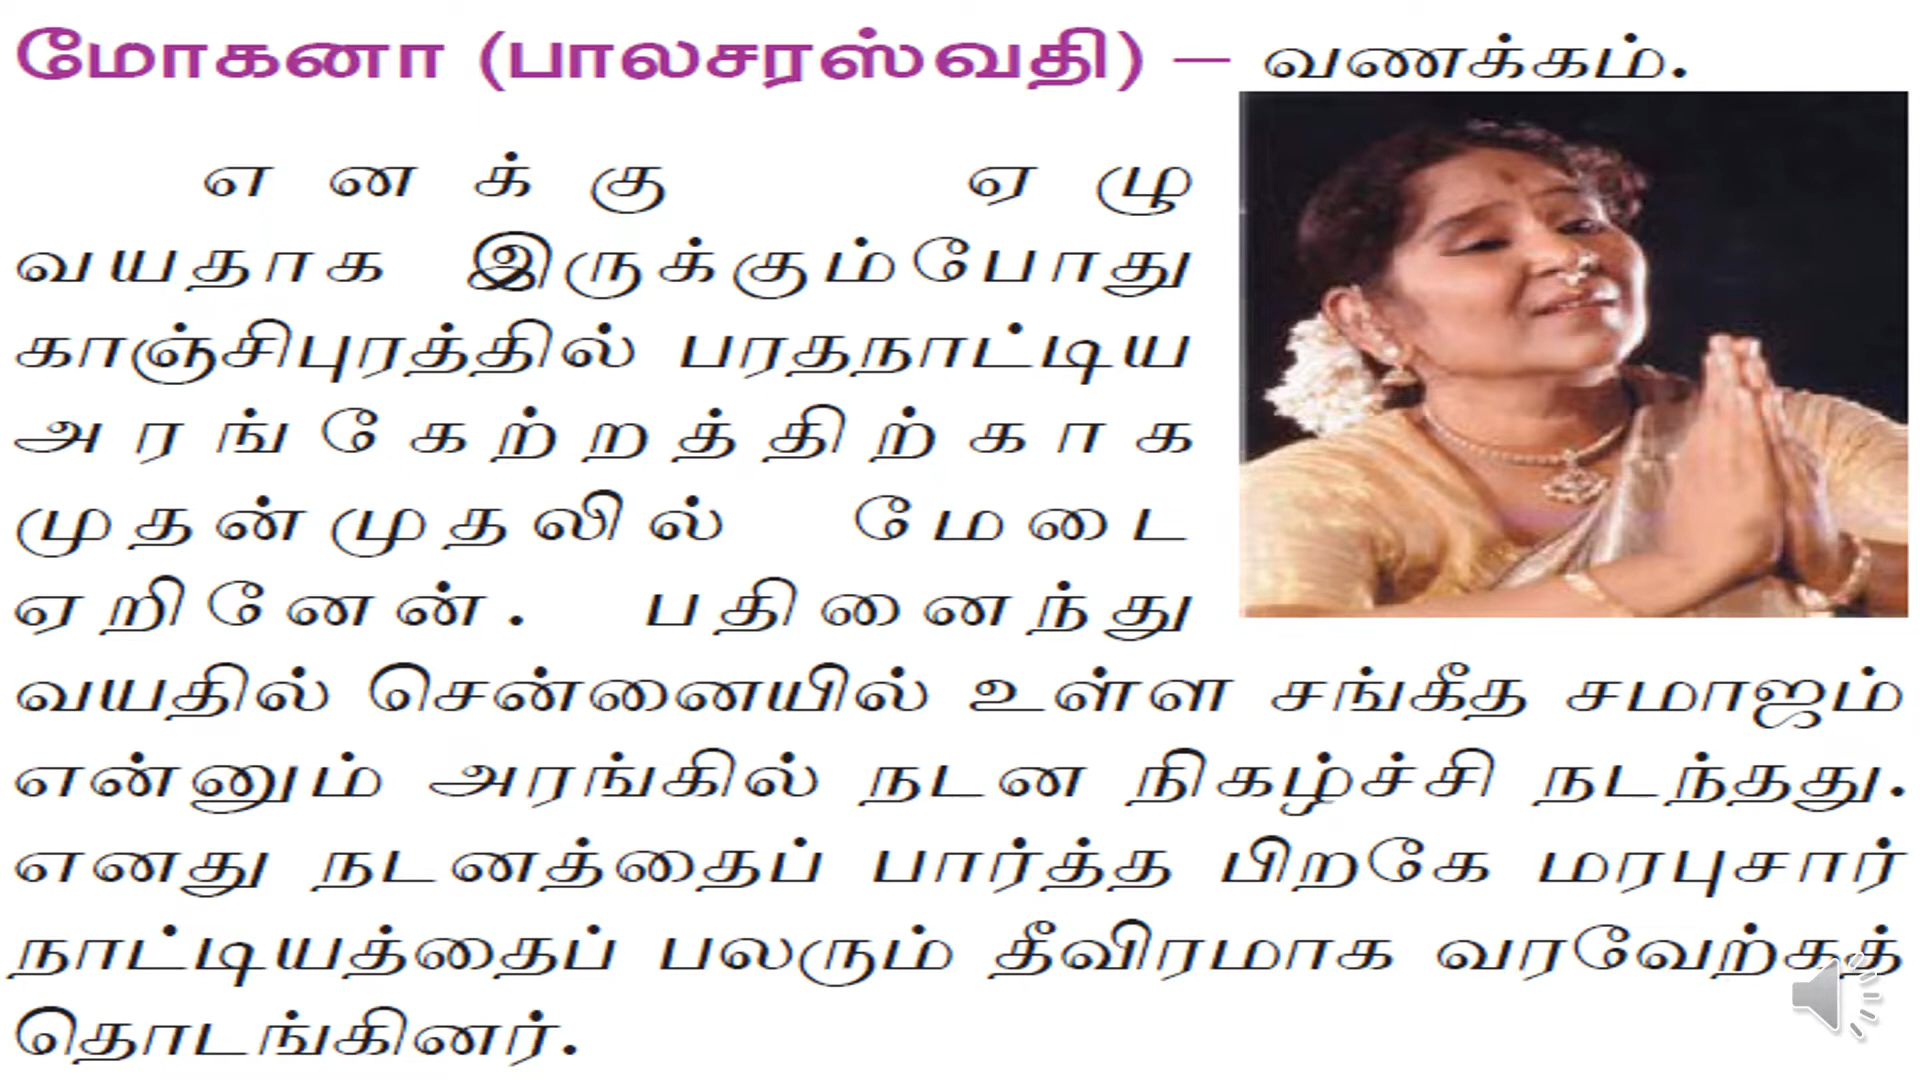 மோகனா (பாலசரஸ்வதி) – வணக்கம்.
எனக்கு ஏழு
வயதாக இருக்கும்போது
காஞ்சிபுரத்தில் பரதநாட்டிய
அரங்கேற்றத்திற்காக
முதன்முதலில் மேடை
ஏறினேன். பதினைந்து
வயதில் சென்னையில் உள்ள சங்கீத சமாஜம்
என்னும் அரங்கில் நடன நிகழ்ச்சி நடந்தது.
எனது நடனத்தைப் பார்த்த பிறகே மரபுசார்
நாட்டியத்தைப் பலரும் தீவிரமாக வரவேற்கத்
தொடங்கினர்.